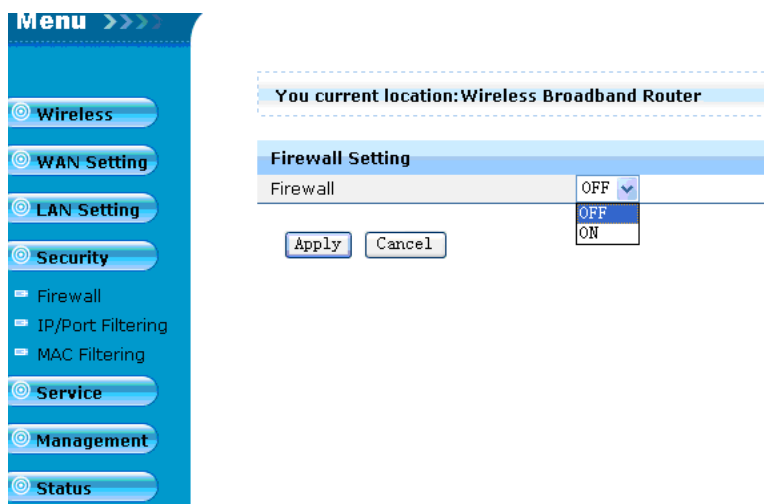 Menu >>>>
Wireless
WAN Setting
LAN Setting
Security
Firewall
IP/Port Filtering
MAC Filtering
Service
Management
Status
You current location:Wireless Broadband Router
Firewall Setting
Firewall OFF
OFF
ON
Apply Cancel